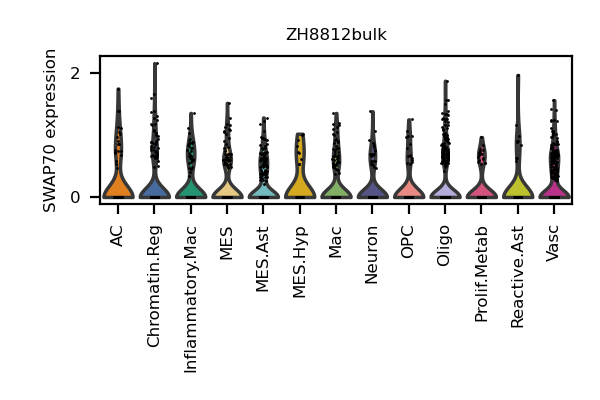 ZH8812bulk
SWAP70 expression
2
0
AC
Chromatin.Reg
Inflammatory.Mac
MES
MES.Ast
MES.Hyp
Mac
Neuron
OPC
Oligo
Prolif.Metab
Reactive.Ast
Vasc